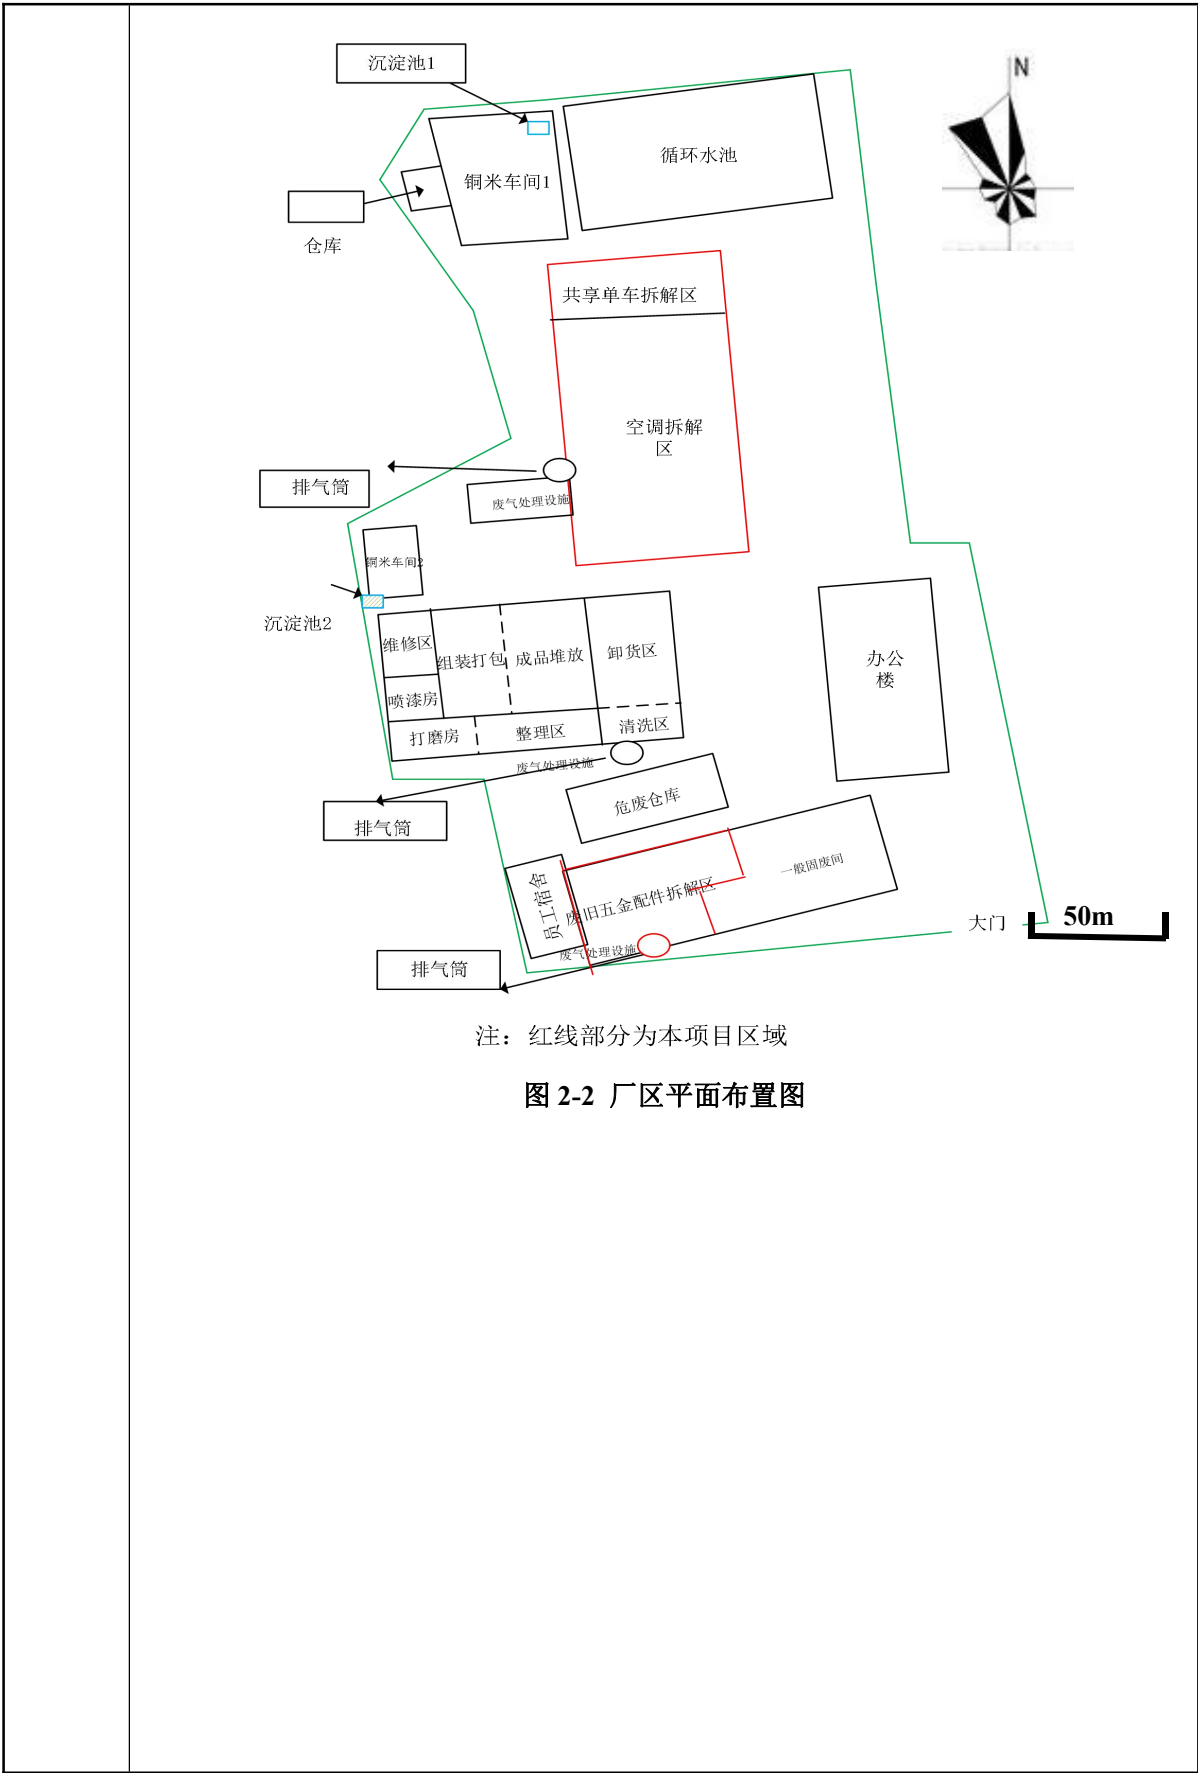 沉淀池1
N
循环水池
铜米车间1
仓库
共享单车拆解区
空调拆解
区
排气筒
废气处理设施
铜米车间2
沉淀池2
维修区
组装打包
成品堆放
卸货区
办公
楼
喷漆房
打磨房
整理区
清洗区
废气处理设施
危废仓库
排气筒
一般固废间
员工宿舍
废旧五金配件拆解区
大门
50m
废气处理设施
排气筒
注：红线部分为本项目区域
图 2-2 厂区平面布置图